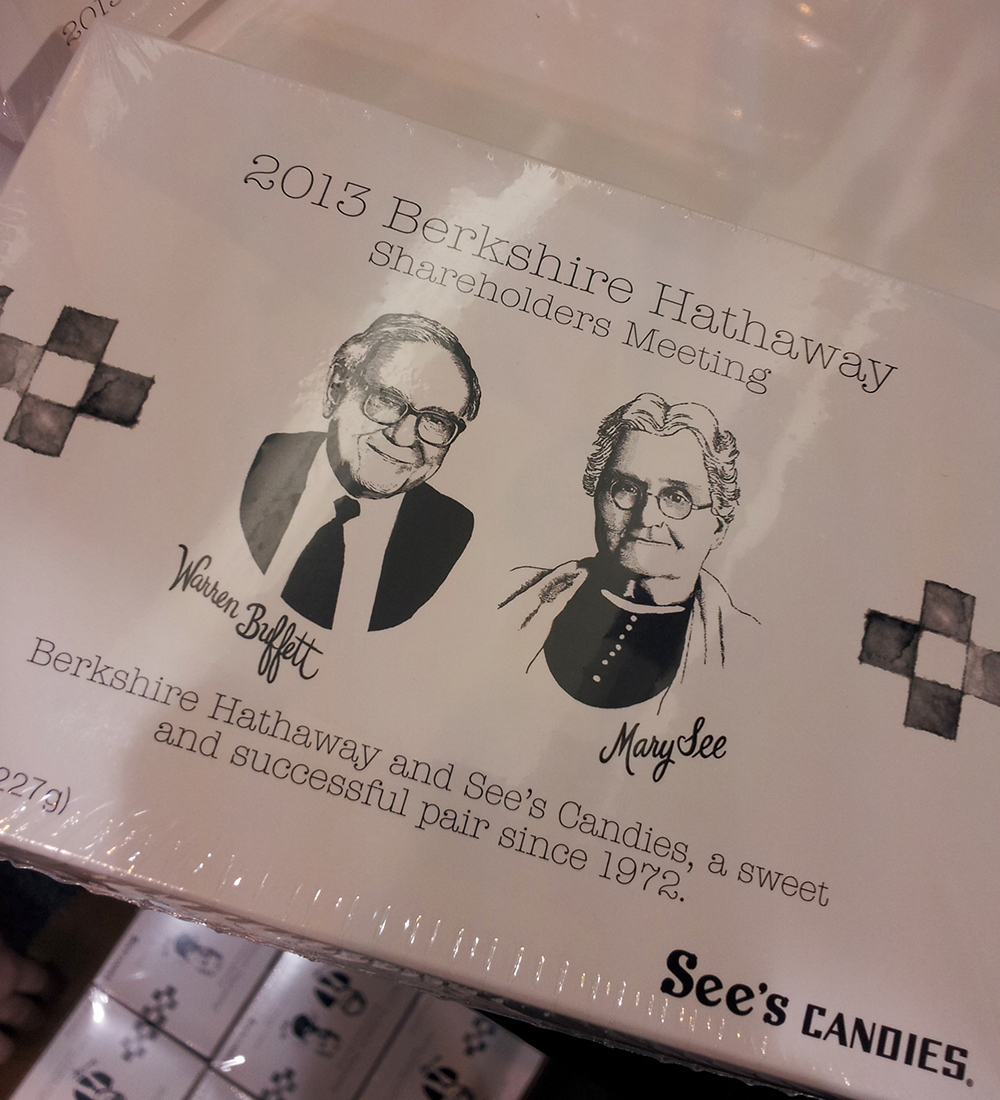 2013
2013 Berkshire Hathaway
Shareholders Meeting
Warren Buffett
Mary See
Berkshire Hathaway and See's Candies, a sweet
and successful pair since 1972.
227g)
See's CANDIES®